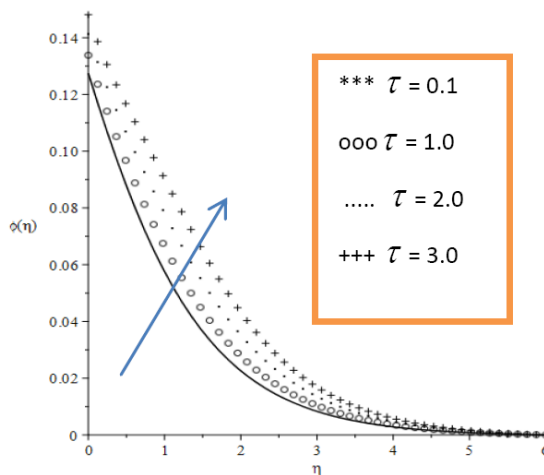 0.14
0.12
0.10
0.08
ϕ(η)
0.06
0.04
0.02
0
0 1 2 3 4 5 6
η
*** τ = 0.1
ooo τ = 1.0
..... τ = 2.0
+++ τ = 3.0